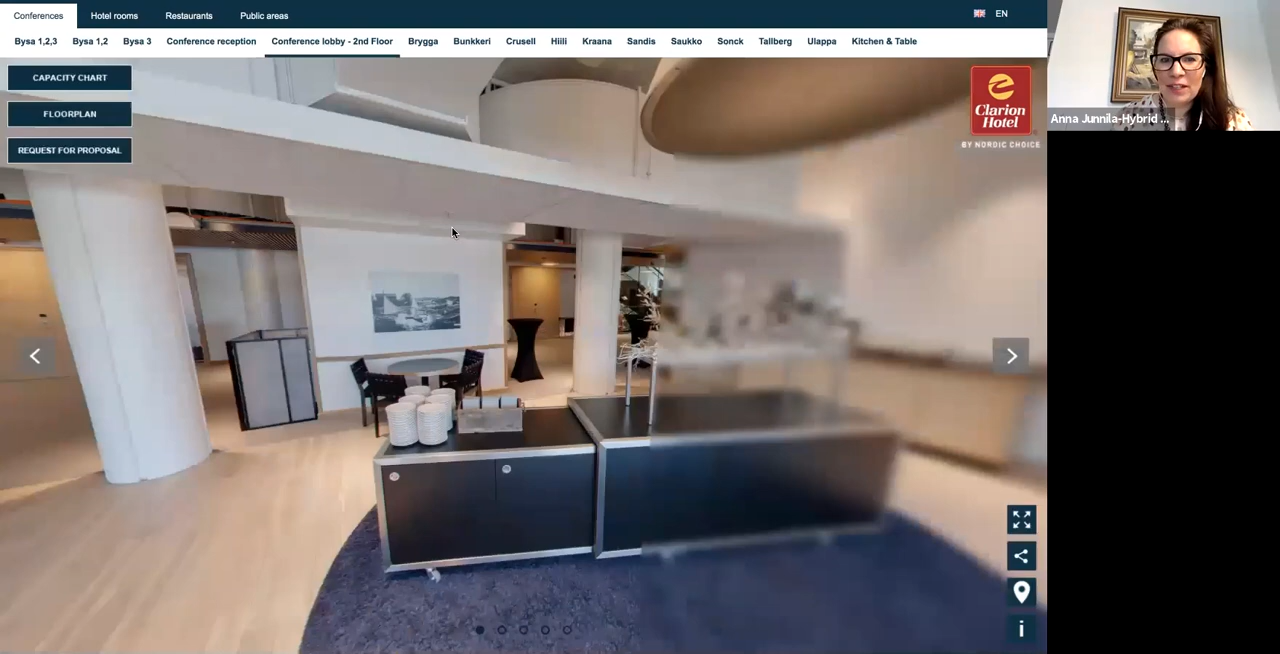 Conferences Hotel rooms Restaurants Public areas EN
Bysa 1,2,3 Bysa 1,2 Bysa 3 Conference reception Conference lobby - 2nd Floor Brygga Bunkkeri Crusell Hiili Kraana Sandis Saukko Sonck Tallberg Ulappa Kitchen & Table
CAPACITY CHART
FLOORPLAN
REQUEST FOR PROPOSAL
Clarion
Hotel
BY NORDIC CHOICE
Anna Junnila-Hybrid ...
i